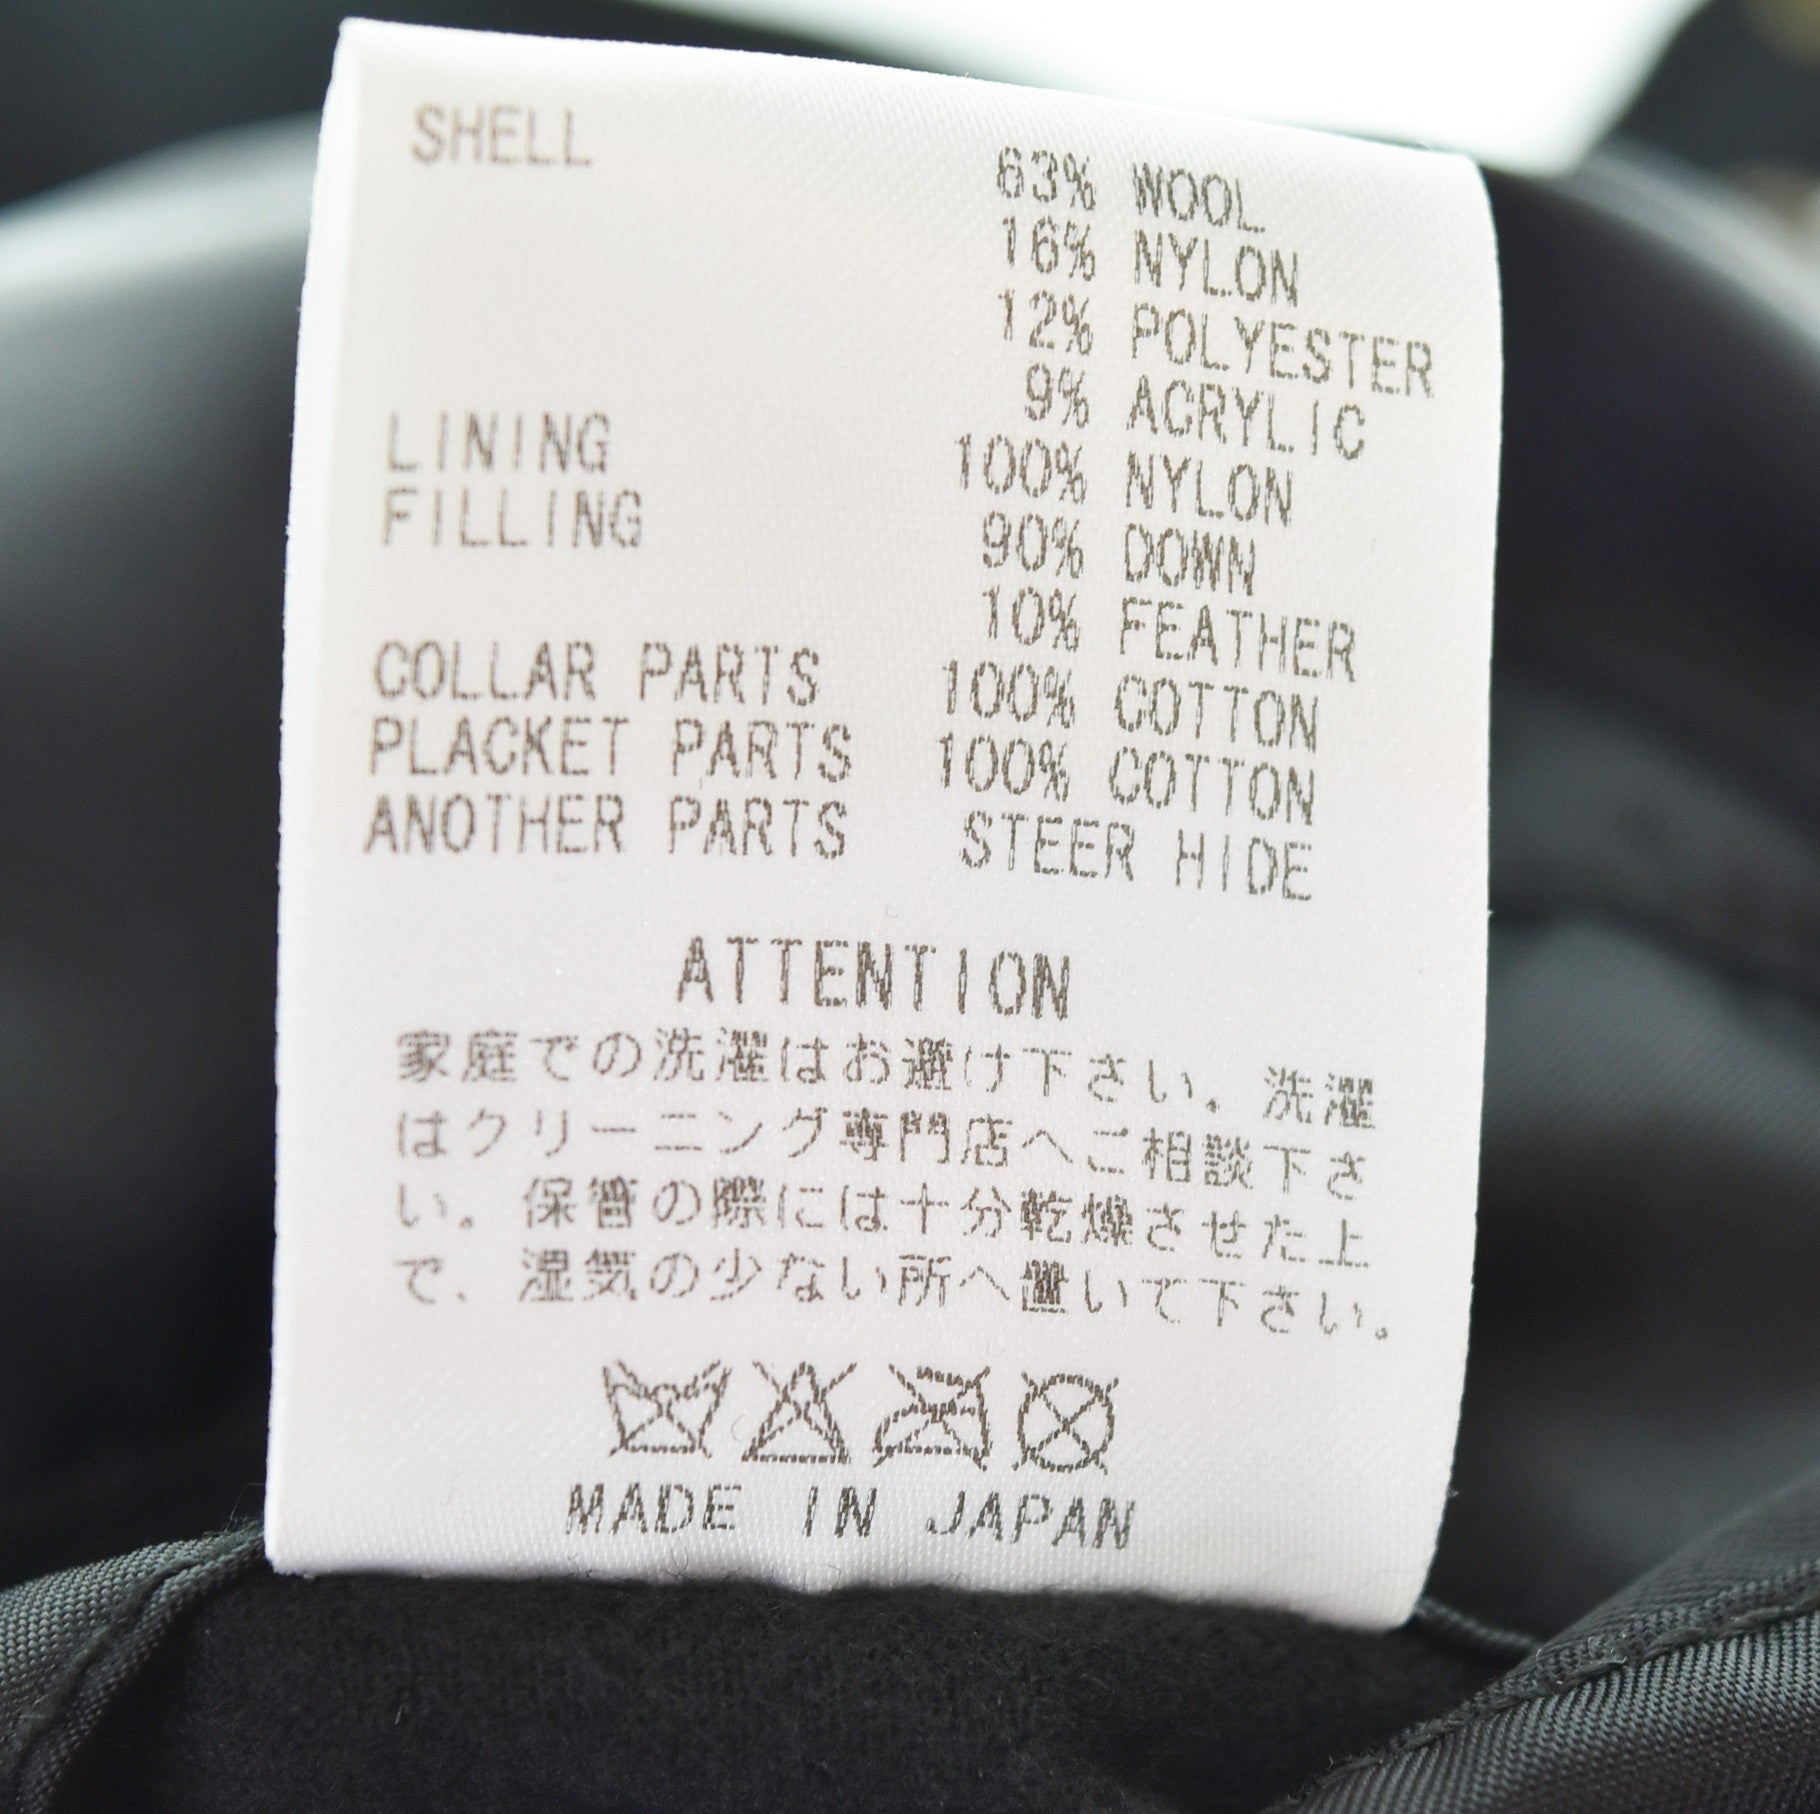 SHELL 63% WOOL
16% NYLON
12% POLYESTER
9% ACRYLIC
LINING 100% NYLON
FILLING 90% DOWN
10% FEATHER
COLLAR PARTS 100% COTTON
PLACKET PARTS 100% COTTON
ANOTHER PARTS STEER HIDE
ATTENTION
家庭での洗濯はお避け下さい。洗濯
はクリーニング専門店へご相談下さ
い。保管の際には十分乾燥させた上
で、湿気の少ない所へ置いて下さい。
MADE IN JAPAN